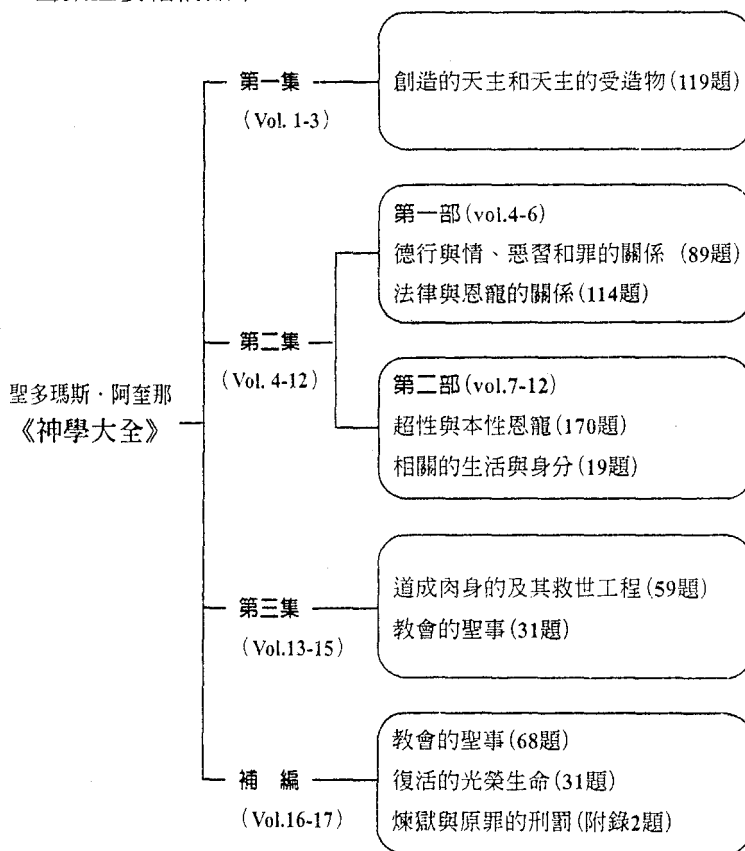 第一集
(Vol. 1-3)
創造的天主和天主的受造物(119題)
聖多瑪斯·阿奎那
《神學大全》
第二集
(Vol. 4-12)
第一部(vol.4-6)
德行與情、惡習和罪的關係 (89題)
法律與恩寵的關係(114題)
第二部(vol.7-12)
超性與本性恩寵(170題)
相關的生活與身分(19題)
第三集
(Vol.13-15)
道成肉身的及其救世工程(59題)
教會的聖事(31題)
補 編
(Vol.16-17)
教會的聖事(68題)
復活的光榮生命(31題)
煉獄與原罪的刑罰(附錄2題)